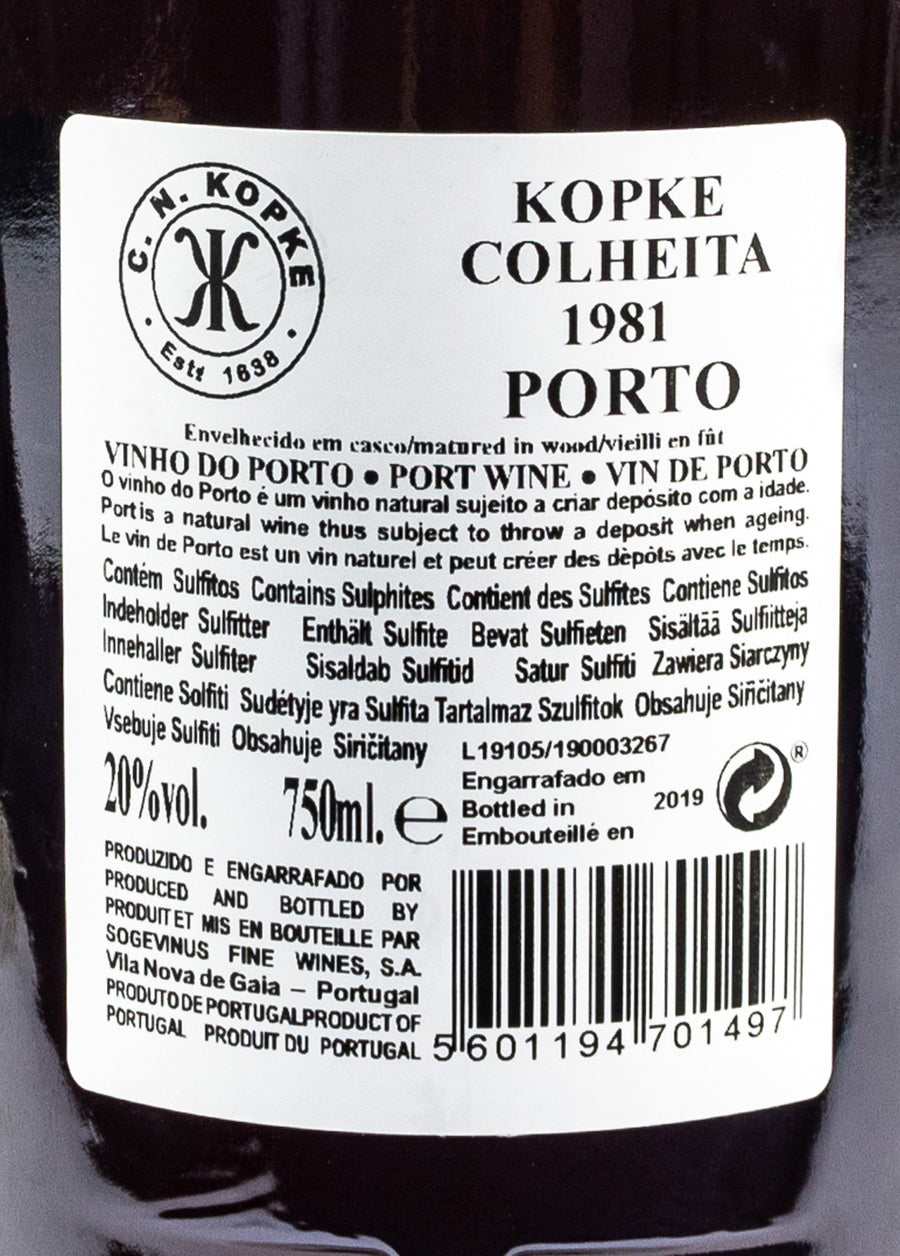 C. N. KOPKE
Estd 1638
KOPKE
COLHEITA
1981
PORTO
Envelhecido em casco/matured in wood/vieilli en fût
VINHO DO PORTO • PORT WINE • VIN DE PORTO
O vinho do Porto é um vinho natural sujeito a criar depósito com a idade.
Port is a natural wine thus subject to throw a deposit when ageing.
Le vin de Porto est un vin naturel et peut créer des dèpôts avec le temps.
Contém Sulfitos Contains Sulphites Contient des Sulfites Contiene Sulfitos
Indeholder Sulfitter Enthält Sulfite Bevat Sulfieten Sisältää Sulfiitteja
Innehaller Sulfiter Sisaldab Sulfitid Satur Sulfiti Zawiera Siarczyny
Contiene Solfiti Sudėtyje yra Sulfita Tartalmaz Szulfitok Obsahuje Siřičitany
Vsebuje Sulfiti Obsahuje Siričitany
L19105/190003267
20%vol. 750ml. ℮
Engarrafado em
Bottled in 2019
Embouteillé en
®
PRODUZIDO E ENGARRAFADO POR
PRODUCED AND BOTTLED BY
PRODUIT ET MIS EN BOUTEILLE PAR
SOGEVINUS FINE WINES, S.A.
Vila Nova de Gaia – Portugal
PRODUTO DE PORTUGAL PRODUCT OF
PORTUGAL PRODUIT DU PORTUGAL
5 601194 701497